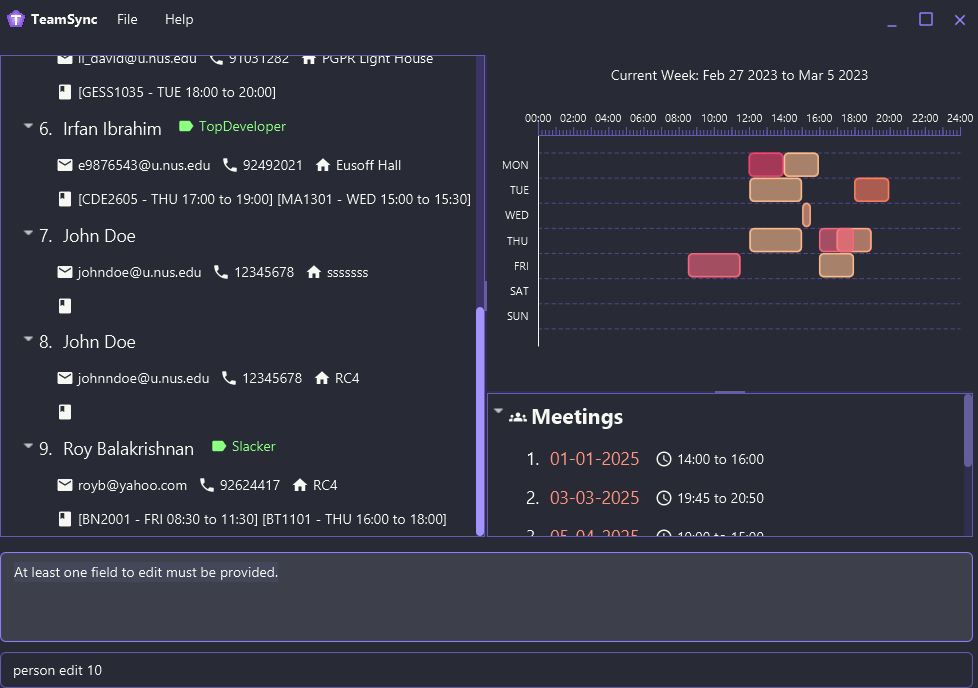 TeamSync File Help
li_david@u.nus.edu 91031282 PGPR Light House
[GESS1035 - TUE 18:00 to 20:00]
6. Irfan Ibrahim TopDeveloper
e9876543@u.nus.edu 92492021 Eusoff Hall
[CDE2605 - THU 17:00 to 19:00] [MA1301 - WED 15:00 to 15:30]
7. John Doe
johndoe@u.nus.edu 12345678 sssssss
8. John Doe
johnndoe@u.nus.edu 12345678 RC4
9. Roy Balakrishnan Slacker
royb@yahoo.com 92624417 RC4
[BN2001 - FRI 08:30 to 11:30] [BT1101 - THU 16:00 to 18:00]
Current Week: Feb 27 2023 to Mar 5 2023
00:00 02:00 04:00 06:00 08:00 10:00 12:00 14:00 16:00 18:00 20:00 22:00 24:00
MON
TUE
WED
THU
FRI
SAT
SUN
Meetings
1. 01-01-2025 14:00 to 16:00
2. 03-03-2025 19:45 to 20:50
05-04-2025
At least one field to edit must be provided.
person edit 10